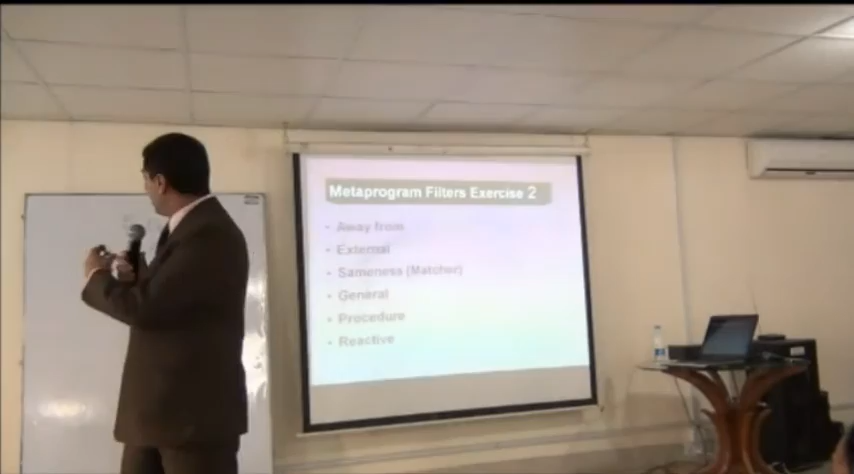 Metaprogram Filters Exercise 2
• Away from
• External
• Sameness (Matcher)
• General
• Procedure
• Reactive